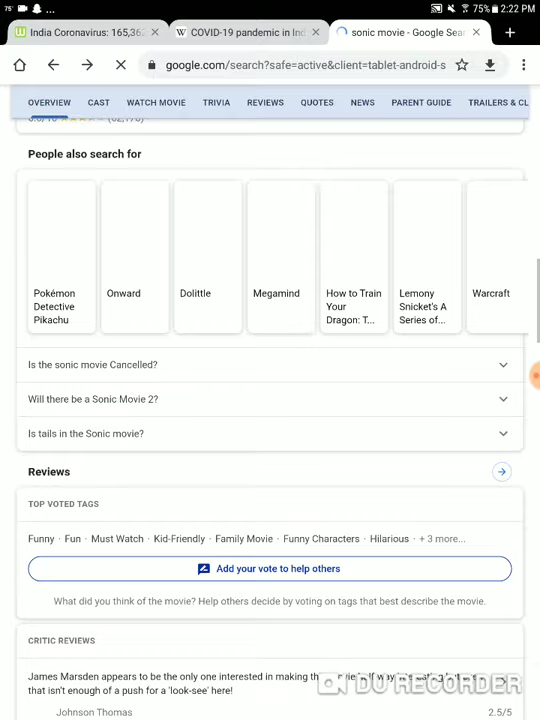 75° 75% 2:22 PM
India Coronavirus: 165,36 COVID-19 pandemic in Ind sonic movie - Google Sear
google.com/search?safe=active&client=tablet-android-s
OVERVIEW CAST WATCH MOVIE TRIVIA REVIEWS QUOTES NEWS PARENT GUIDE TRAILERS & CL
People also search for
Pokémon Detective Pikachu
Onward
Dolittle
Megamind
How to Train Your Dragon: T...
Lemony Snicket's A Series of...
Warcraft
Is the sonic movie Cancelled?
Will there be a Sonic Movie 2?
Is tails in the Sonic movie?
Reviews
TOP VOTED TAGS
Funny · Fun · Must Watch · Kid-Friendly · Family Movie · Funny Characters · Hilarious · + 3 more...
Add your vote to help others
What did you think of the movie? Help others decide by voting on tags that best describe the movie.
CRITIC REVIEWS
James Marsden appears to be the only one interested in making
that isn't enough of a push for a 'look-see' here!
DU RECORDER
Johnson Thomas 2.5/5